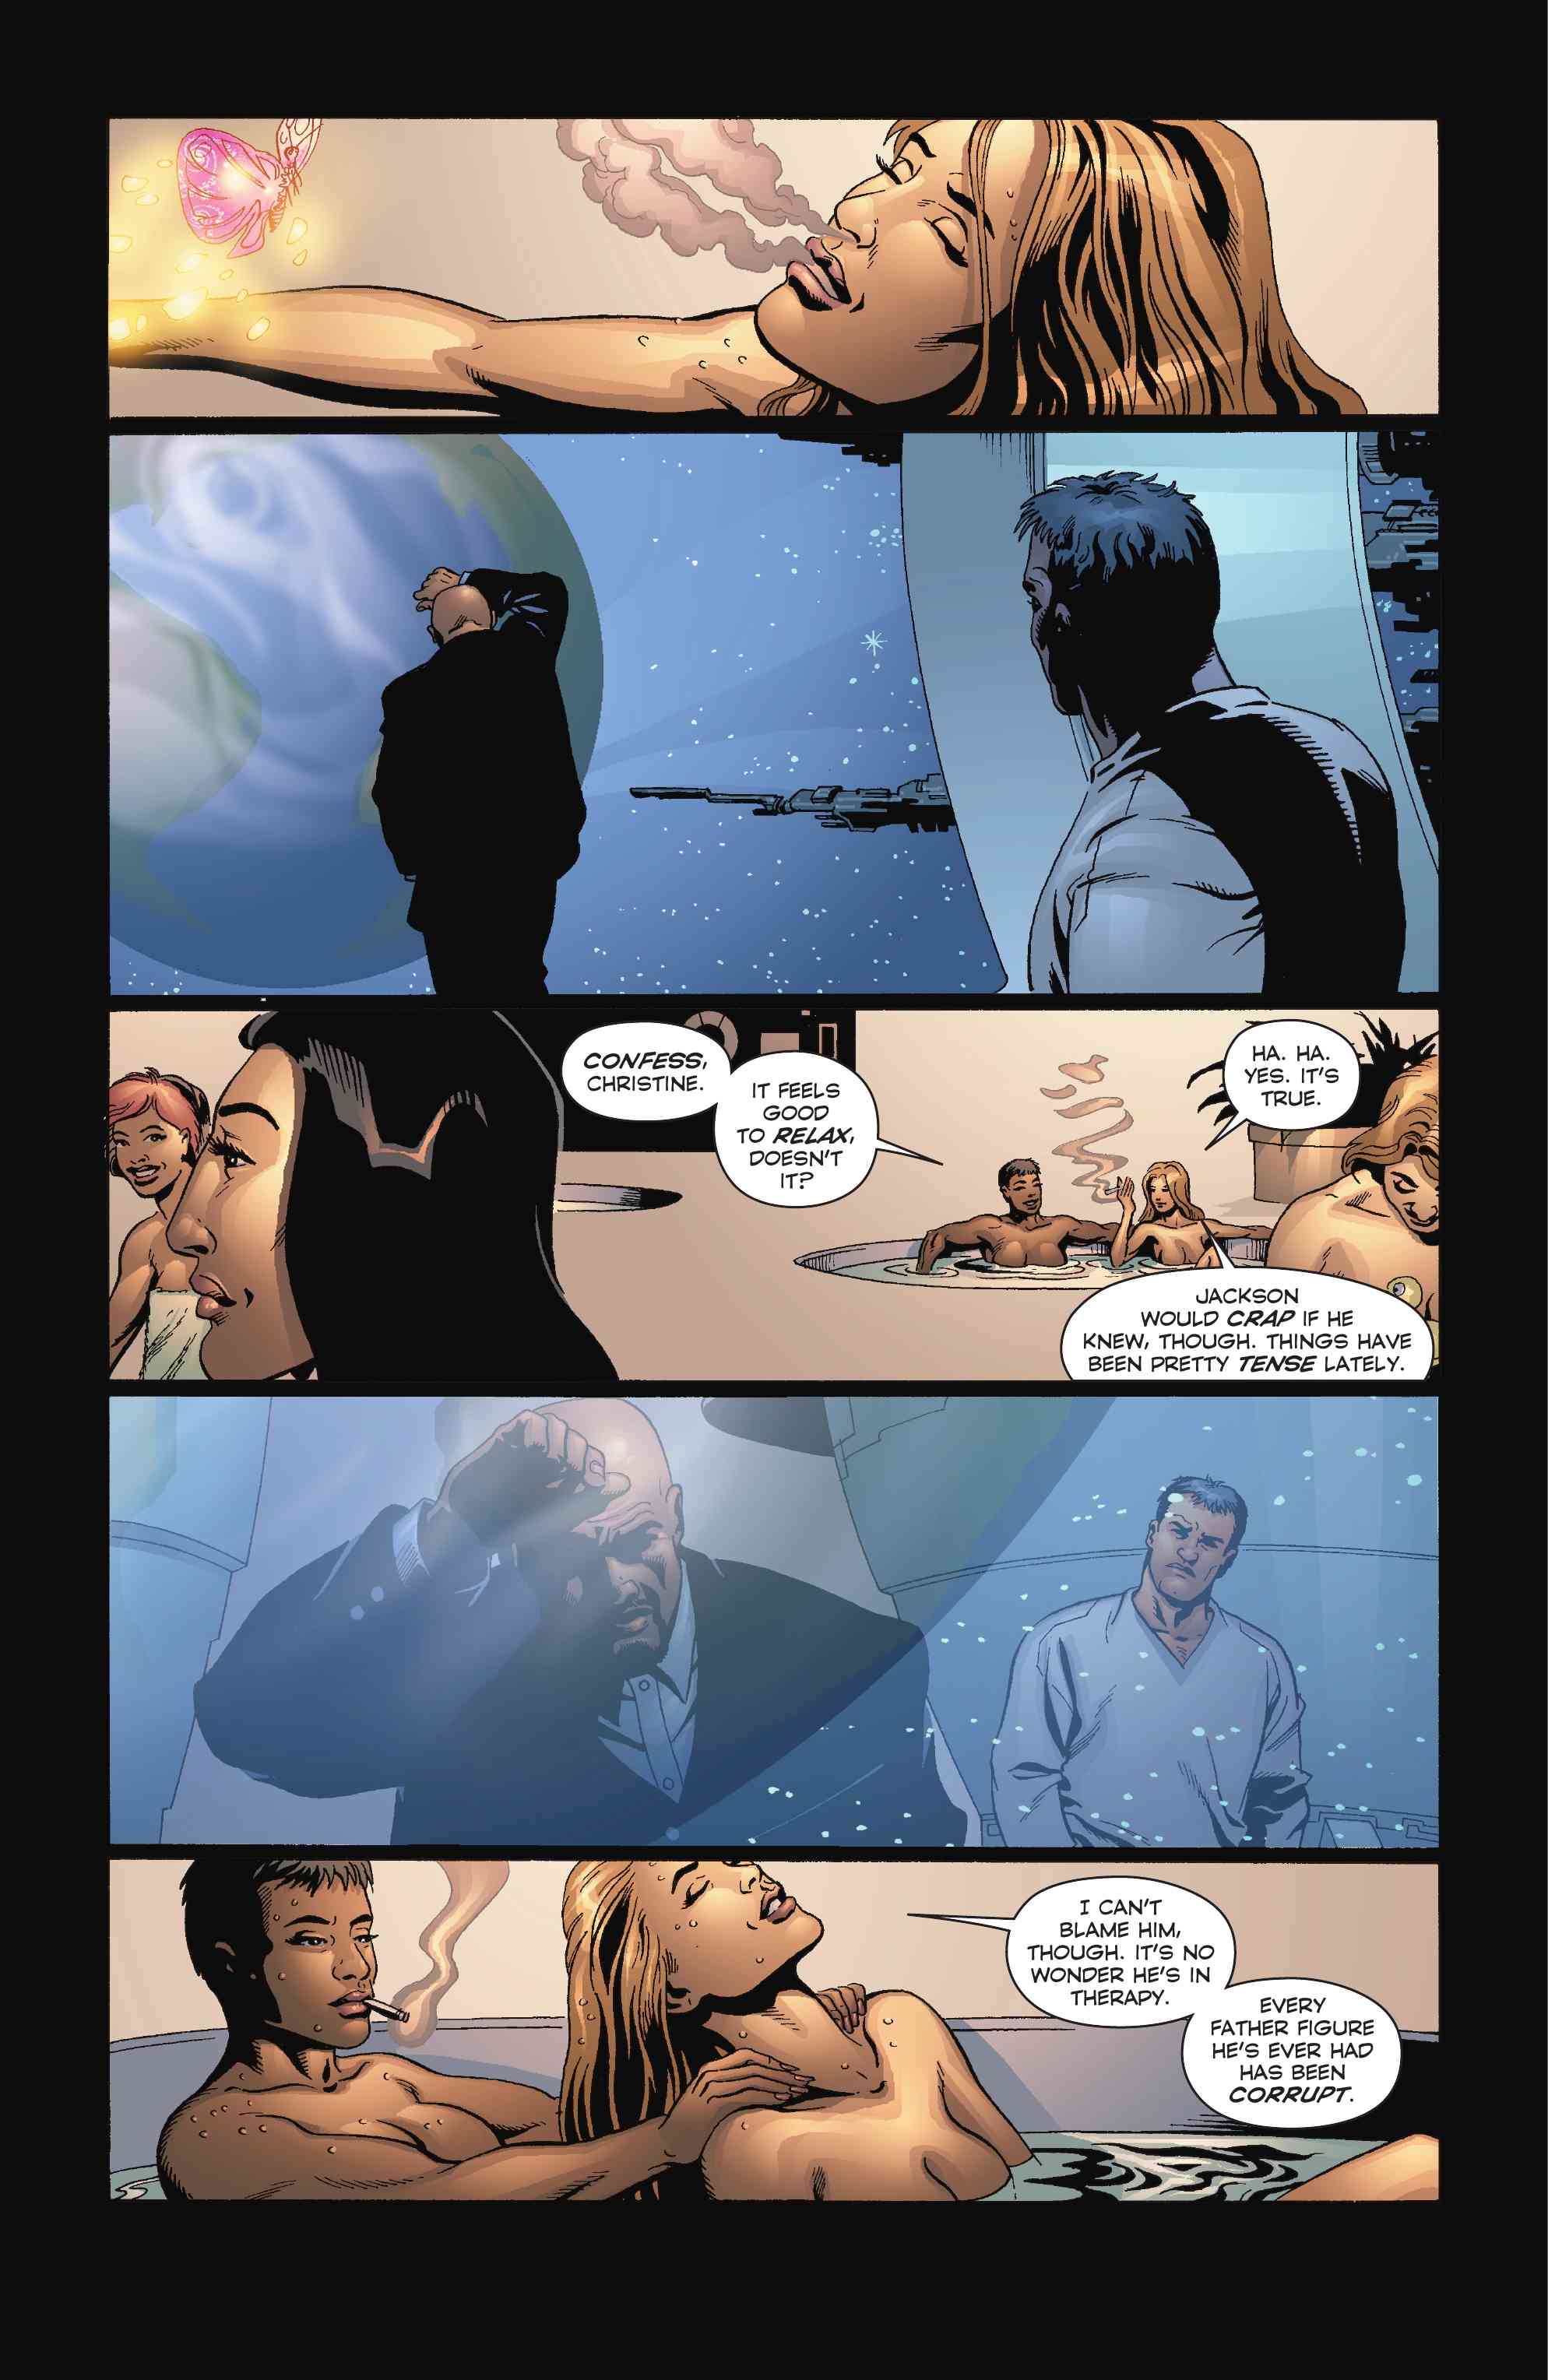 CONFESS,
CHRISTINE.
IT FEELS
GOOD
TO RELAX,
DOESN'T
IT?
HA. HA.
YES. IT'S
TRUE.
JACKSON
WOULD CRAP IF HE
KNEW, THOUGH. THINGS HAVE
BEEN PRETTY TENSE LATELY.
I CAN'T
BLAME HIM,
THOUGH. IT'S NO
WONDER HE'S IN
THERAPY.
EVERY
FATHER FIGURE
HE'S EVER HAD
HAS BEEN
CORRUPT.